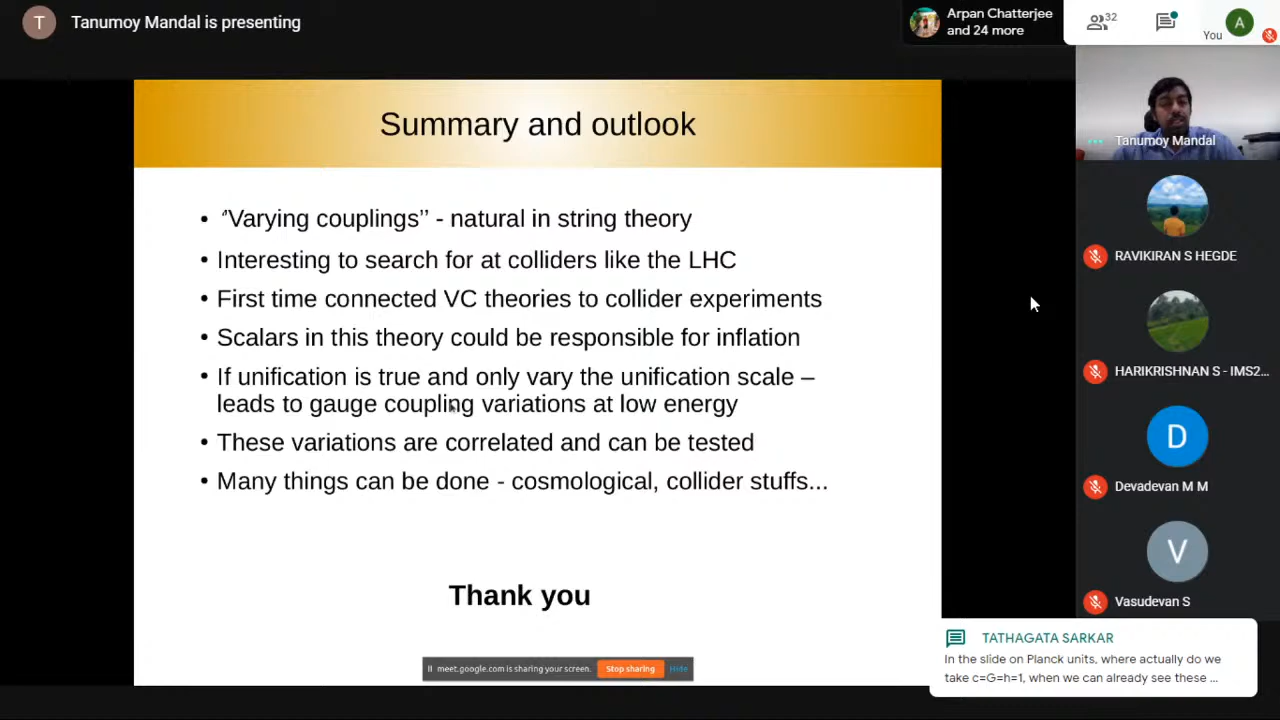 T
Tanumoy Mandal is presenting
Arpan Chatterjee
and 24 more
32
You
A
Summary and outlook
• "Varying couplings’’ - natural in string theory
• Interesting to search for at colliders like the LHC
• First time connected VC theories to collider experiments
• Scalars in this theory could be responsible for inflation
• If unification is true and only vary the unification scale –
leads to gauge coupling variations at low energy
• These variations are correlated and can be tested
• Many things can be done - cosmological, collider stuffs...
Thank you
meet.google.com is sharing your screen.
Stop sharing
Hide
Tanumoy Mandal
RAVIKIRAN S HEGDE
HARIKRISHNAN S - IMS2...
D
Devadevan M M
V
Vasudevan S
TATHAGATA SARKAR
In the slide on Planck units, where actually do we
take c=G=h=1, when we can already see these ...